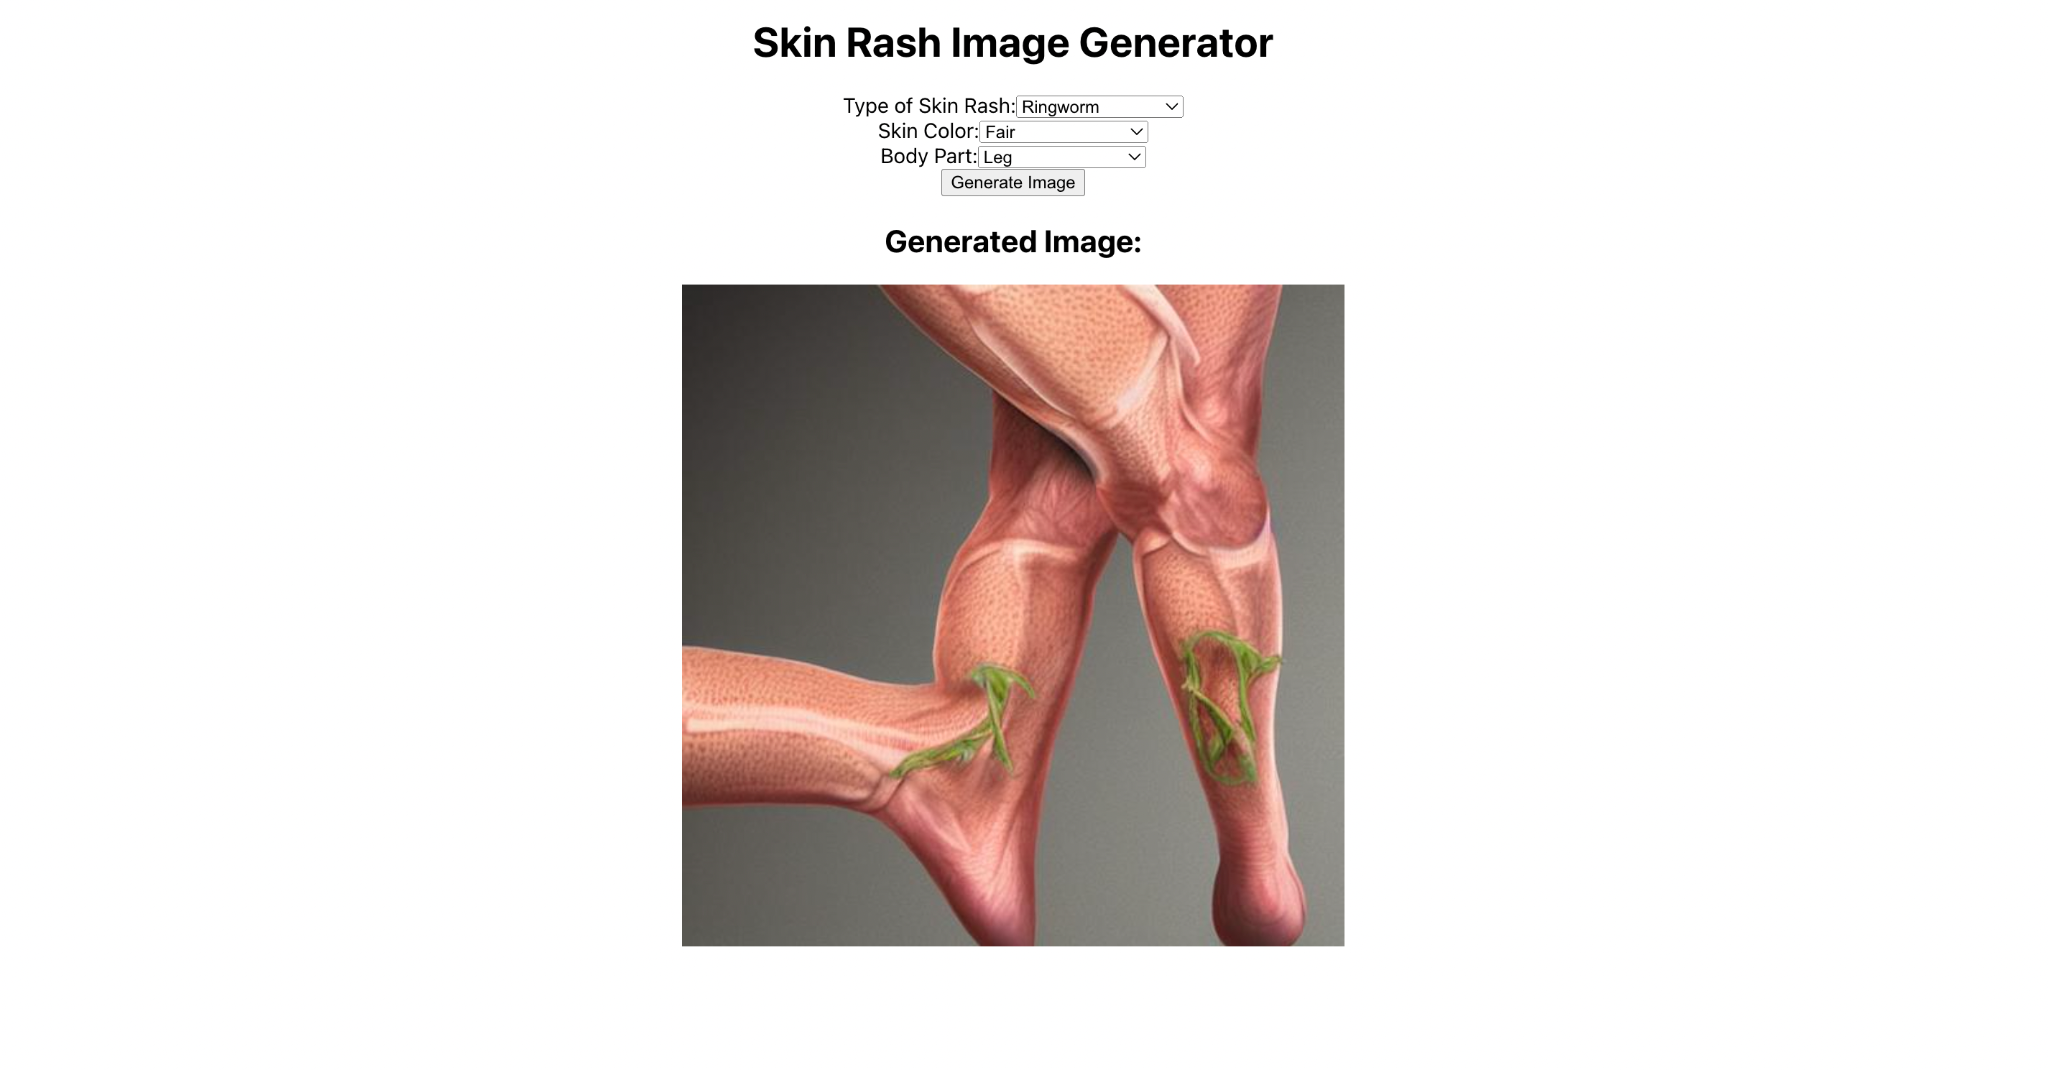 Skin Rash Image Generator
Type of Skin Rash: Ringworm
Skin Color: Fair
Body Part: Leg
Generate Image
Generated Image: